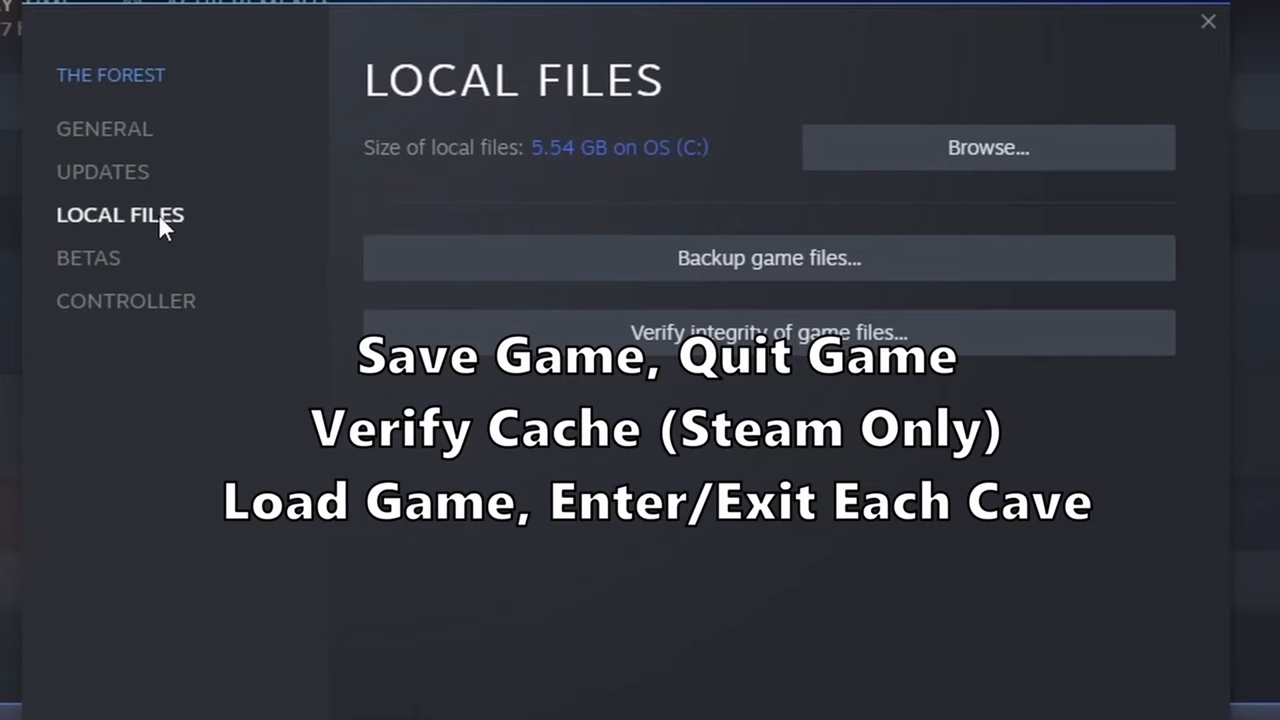 THE FOREST
GENERAL
UPDATES
LOCAL FILES
BETAS
CONTROLLER
LOCAL FILES
Size of local files: 5.54 GB on OS (C:)
Browse...
Backup game files...
Verify integrity of game files...
Save Game, Quit Game
Verify Cache (Steam Only)
Load Game, Enter/Exit Each Cave